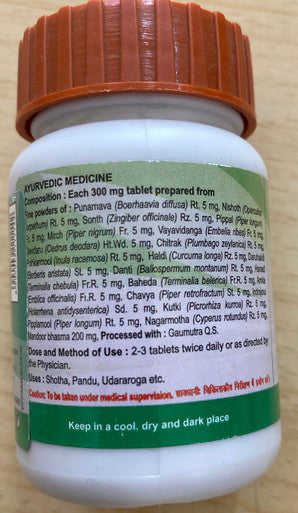 AYURVEDIC MEDICINE
Composition : Each 300 mg tablet prepared from
Fine powders of : Punarnava (Boerhaavia diffusa) Rt. 5 mg, Nishoth (Operculina
turpethum) Rt. 5 mg, Sonth (Zingiber officinale) Rz. 5 mg, Pippal (Piper longum)
Fr. 5 mg, Mirch (Piper nigrum) Fr. 5 mg, Vayavidanga (Embelia ribes) Fr. 5 mg,
Devdaru (Cedrus deodara) Ht.Wd. 5 mg, Chitrak (Plumbago zeylanica) Rt. 5 mg,
Pohkarmool (Inula racemosa) Rt. 5 mg, Haldi (Curcuma longa) Rz. 5 mg, Daruhaldi
(Berberis aristata) St. 5 mg, Danti (Baliospermum montanum) Rt. 5 mg, Harad
(Terminalia chebula) Fr.R. 5 mg, Baheda (Terminalia belerica) Fr.R. 5 mg, Amla
(Emblica officinalis) Fr.R. 5 mg, Chavya (Piper retrofractum) St. 5 mg, Indrajau
(Holerrhena antidysenterica) Sd. 5 mg, Kutki (Picrorhiza kurroa) Rz. 5 mg,
Pipplamool (Piper longum) Rt. 5 mg, Nagarmotha (Cyperus rotundus) Rz. 5 mg,
Mandoor bhasma 200 mg, Processed with : Gaumutra Q.S.
Dose and Method of Use : 2-3 tablets twice daily or as directed by
the Physician.
Uses : Shotha, Pandu, Udararoga etc.
Caution: To be taken under medical supervision. सावधानी: चिकित्सकीय निरीक्षण में प्रयोग करें।
Keep in a cool, dry and dark place